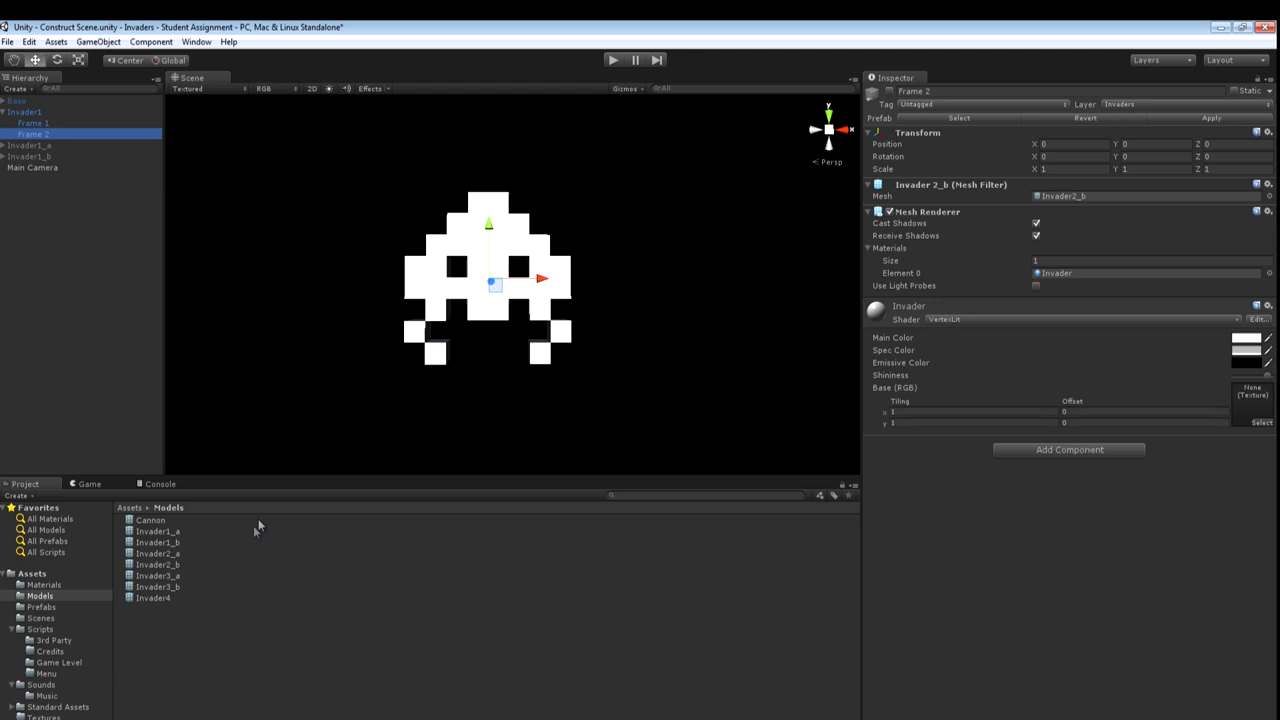 Unity - Construct Scene.unity - Invaders - Student Assignment - PC, Mac & Linux Standalone*
File Edit Assets GameObject Component Window Help
Center Global Layers Layout
Hierarchy
Create All
Base
Invader1
Frame 1
Frame 2
Invader1_a
Invader1_b
Main Camera
Scene
Textured RGB 2D Effects Gizmos All
y
x
Persp
Inspector
Frame 2 Static
Tag Untagged Layer Invaders
Prefab Select Revert Apply
Transform
Position X 0 Y 0 Z 0
Rotation X 0 Y 0 Z 0
Scale X 1 Y 1 Z 1
Invader 2_b (Mesh Filter)
Mesh Invader2_b
Mesh Renderer
Cast Shadows
Receive Shadows
Materials
Size 1
Element 0 Invader
Use Light Probes
Invader
Shader VertexLit Edit...
Main Color
Spec Color
Emissive Color
Shininess
Base (RGB)
None
(Texture)
Tiling Offset
x 1 0
y 1 0
Select
Add Component
Project Game Console
Create
Favorites
All Materials
All Models
All Prefabs
All Scripts
Assets
Materials
Models
Prefabs
Scenes
Scripts
3rd Party
Credits
Game Level
Menu
Sounds
Music
Standard Assets
Textures
Assets Models
Cannon
Invader1_a
Invader1_b
Invader2_a
Invader2_b
Invader3_a
Invader3_b
Invader4